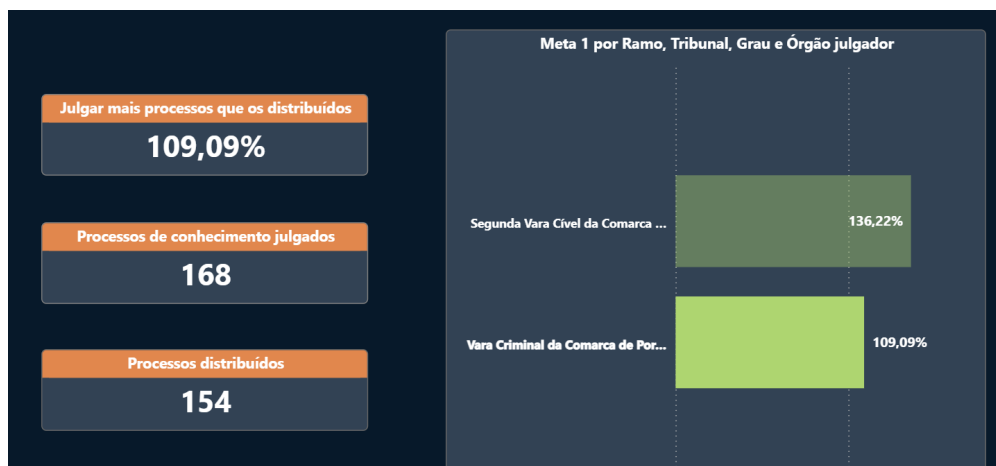 Meta 1 por Ramo, Tribunal, Grau e Órgão julgador
Julgar mais processos que os distribuídos
109,09%
Processos de conhecimento julgados
168
Processos distribuídos
154
Segunda Vara Cível da Comarca ...
136,22%
Vara Criminal da Comarca de Por...
109,09%